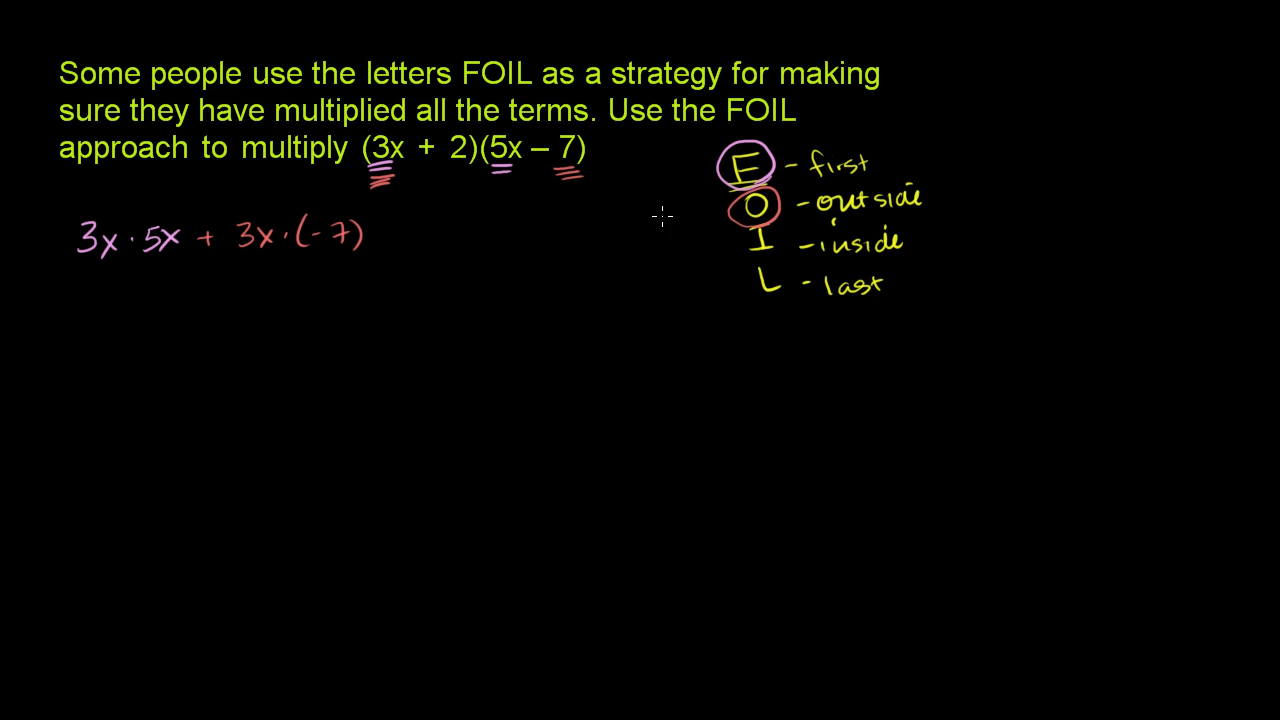 Some people use the letters FOIL as a strategy for making
sure they have multiplied all the terms. Use the FOIL
approach to multiply (3x + 2)(5x – 7)
F - first
O - outside
I - inside
L - last
3x · 5x + 3x · (-7)